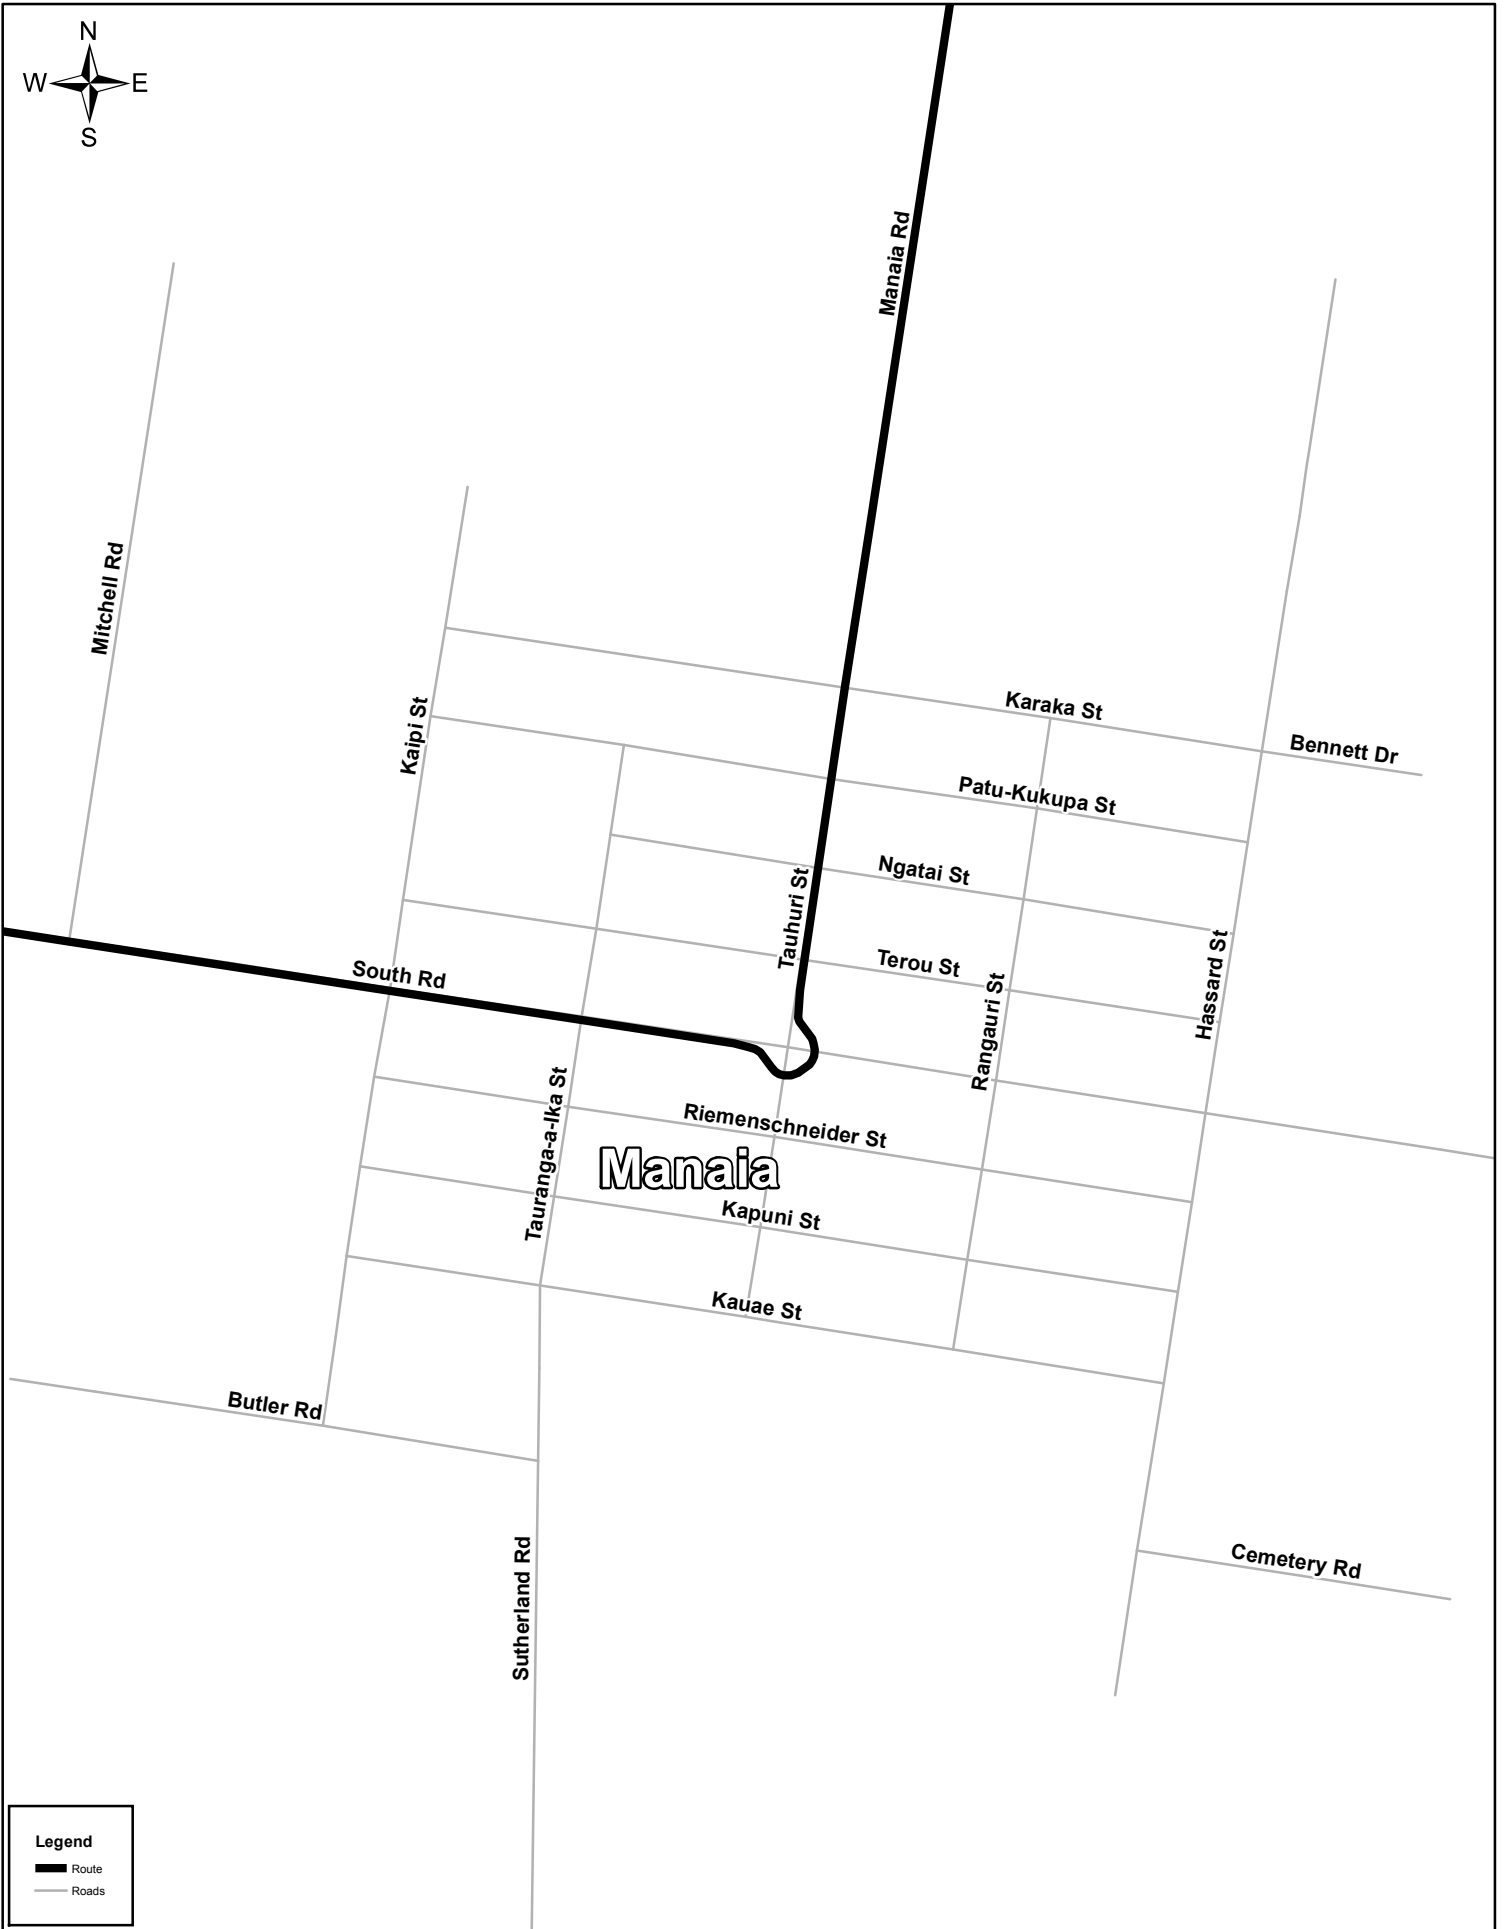 N
W E
S
Manaia Rd
Mitchell Rd
Kaipi St
Karaka St
Bennett Dr
Patu-Kukupa St
Ngatai St
Tauhuri St
Terou St
South Rd
Hassard St
Rangauri St
Tauranga-a-Ika St
Riemenschneider St
Manaia
Kapuni St
Kauae St
Butler Rd
Sutherland Rd
Cemetery Rd
Legend
Route
Roads